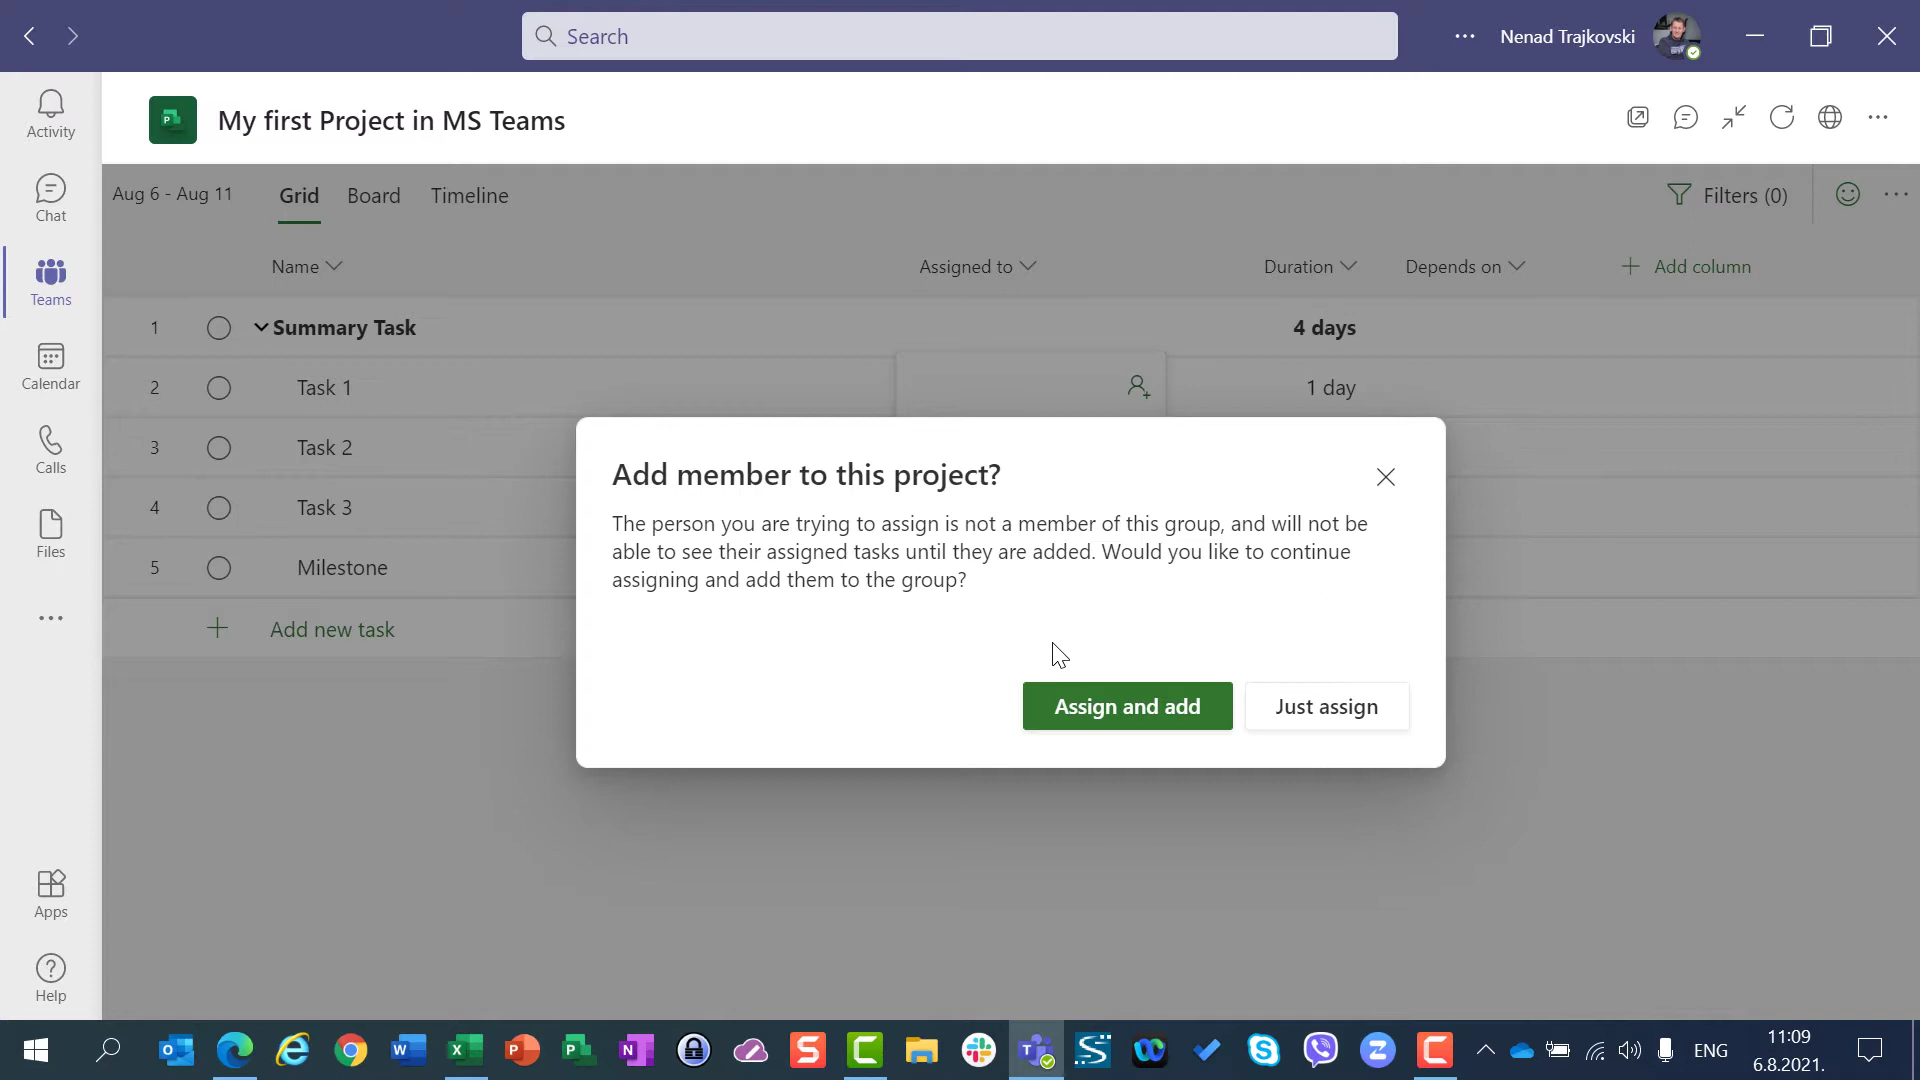 Search
Nenad Trajkovski
My first Project in MS Teams
Activity
Chat
Teams
Calendar
Calls
Files
Apps
Help
Aug 6 - Aug 11
Grid
Board
Timeline
Filters (0)
Name
Assigned to
Duration
Depends on
Add column
1
Summary Task
4 days
2
Task 1
1 day
3
Task 2
4
Task 3
5
Milestone
Add new task
Add member to this project?
The person you are trying to assign is not a member of this group, and will not be
able to see their assigned tasks until they are added. Would you like to continue
assigning and add them to the group?
Assign and add
Just assign
ENG
11:09
6.8.2021.